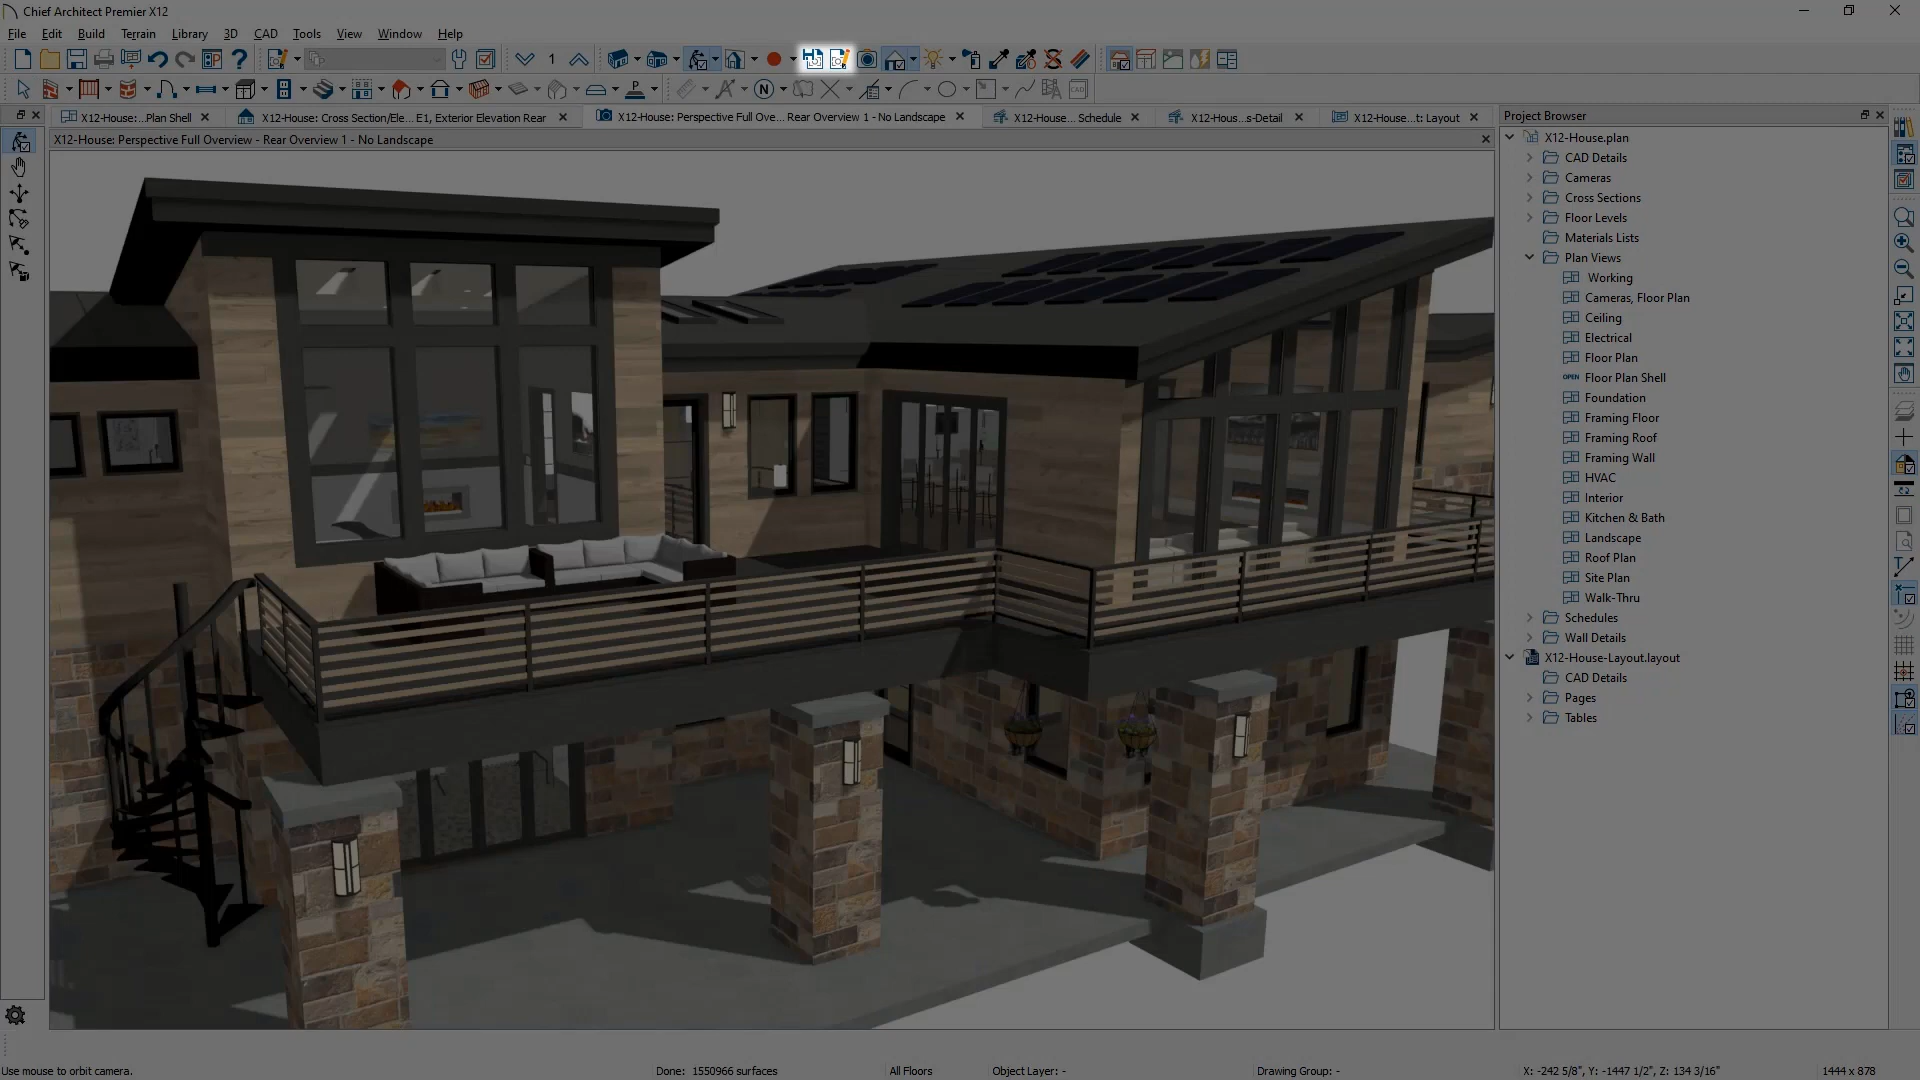 Chief Architect Premier X12
File Edit Build Terrain Library 3D CAD Tools View Window Help
1
N
P
CAD
X12-House:...Plan Shell
X12-House: Cross Section/Ele... E1, Exterior Elevation Rear
X12-House: Perspective Full Ove... Rear Overview 1 - No Landscape
X12-House... Schedule
X12-Hous...s-Detail
X12-House...t: Layout
X12-House: Perspective Full Overview - Rear Overview 1 - No Landscape
Project Browser
X12-House.plan
CAD Details
Cameras
Cross Sections
Floor Levels
Materials Lists
Plan Views
Working
Cameras, Floor Plan
Ceiling
Electrical
Floor Plan
OPEN Floor Plan Shell
Foundation
Framing Floor
Framing Roof
Framing Wall
HVAC
Interior
Kitchen & Bath
Landscape
Roof Plan
Site Plan
Walk-Thru
Schedules
Wall Details
X12-House-Layout.layout
CAD Details
Pages
Tables
Use mouse to orbit camera.
Done: 1550966 surfaces
All Floors
Object Layer: -
Drawing Group: -
X: -242 5/8", Y: -1447 1/2", Z: 134 3/16"
1444 x 878